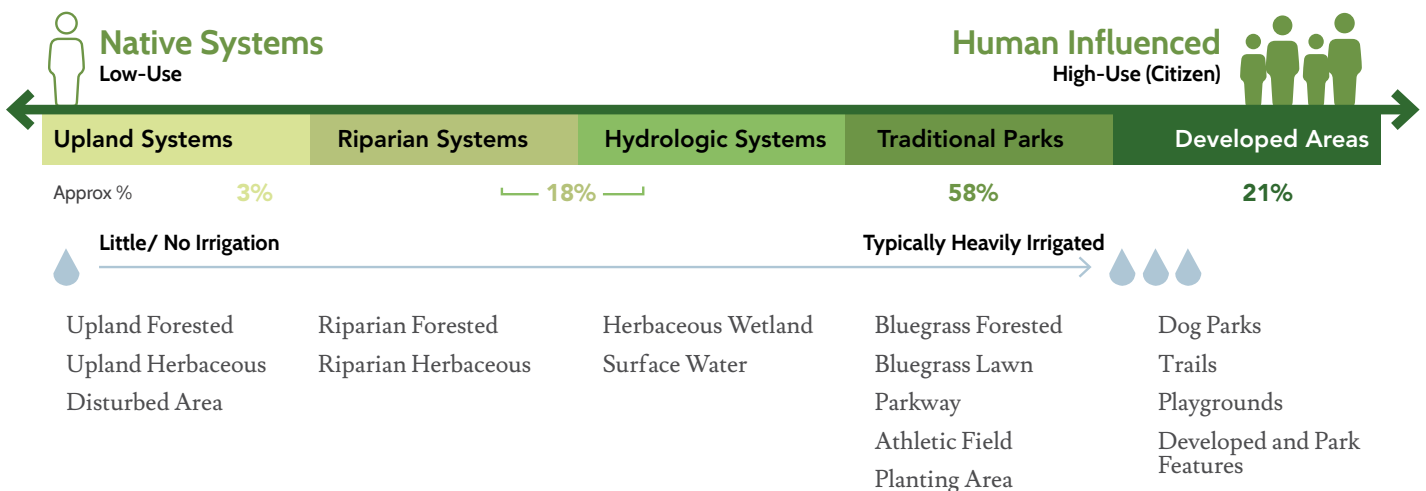 Native Systems
Low-Use
Human Influenced
High-Use (Citizen)
Upland Systems
Riparian Systems
Hydrologic Systems
Traditional Parks
Developed Areas
Approx %
3%
18%
58%
21%
Little/ No Irrigation
Typically Heavily Irrigated
Upland Forested
Upland Herbaceous
Disturbed Area
Riparian Forested
Riparian Herbaceous
Herbaceous Wetland
Surface Water
Bluegrass Forested
Bluegrass Lawn
Parkway
Athletic Field
Planting Area
Dog Parks
Trails
Playgrounds
Developed and Park
Features